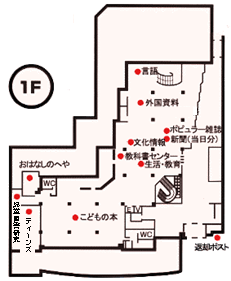 1F
言語
外国資料
ポピュラー雑誌
新聞(当日分)
文化情報
教科書センター
生活・教育
おはなしのへや
WC
ティーンズ
こどもの本
EV
WC
返却ポスト